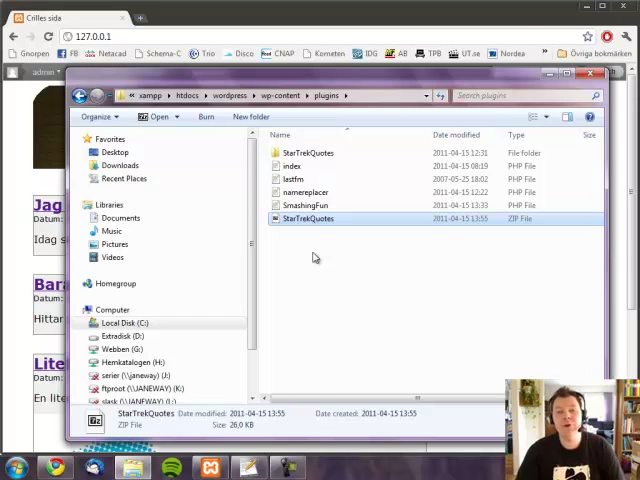 Crilles sida
127.0.0.1
Gnorpen
FB
Netacad
Schema-C
Trio
Disco
CNAP
Kometen
IDG
AB
TPB
UT.se
Nordea
»
Övriga bokmärken
admin
xampp
htdocs
wordpress
wp-content
plugins
Search plugins
Organize
Open
Burn
New folder
Favorites
Desktop
Downloads
Recent Places
Libraries
Documents
Music
Pictures
Videos
Homegroup
Computer
Local Disk (C:)
Extradisk (D:)
Webben (G:)
Hemkatalogen (H:)
serier (\\JANEWAY) (J:)
ftproot (\\JANEWAY) (K:)
slask (\\JANEWAY) (L:)
Name Date modified Type Size
StarTrekQuotes 2011-04-15 12:31 File folder
index 2011-04-15 08:19 PHP File
lastfm 2007-05-25 18:02 PHP File
namereplacer 2011-04-15 12:22 PHP File
SmashingFun 2011-04-15 13:33 PHP File
StarTrekQuotes 2011-04-15 13:55 ZIP File
Jag
Datum:
Idag s
Bara
Datum:
Hittar
Lite
Datum:
En lite
StarTrekQuotes Date modified: 2011-04-15 13:55 Date created: 2011-04-15 13:55
ZIP File Size: 26,0 KB